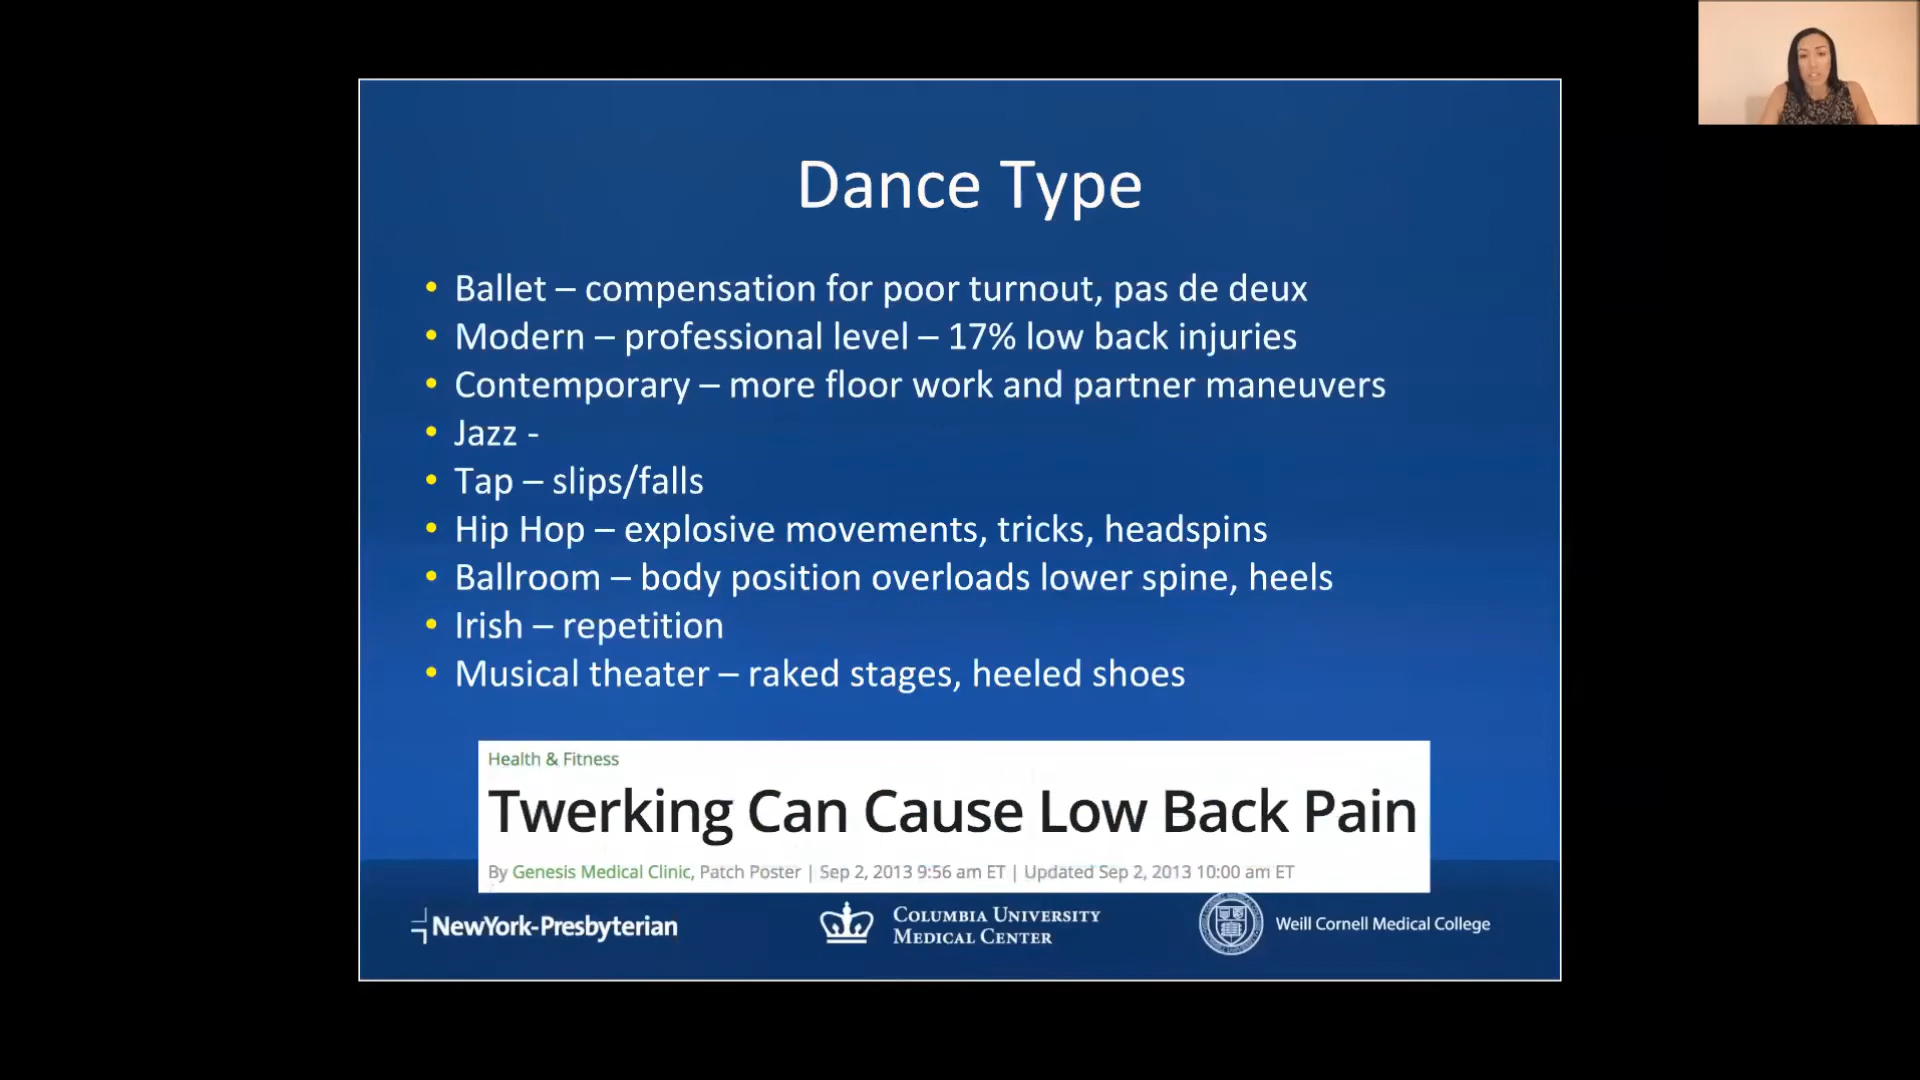 Dance Type
• Ballet – compensation for poor turnout, pas de deux
• Modern – professional level – 17% low back injuries
• Contemporary – more floor work and partner maneuvers
• Jazz -
• Tap – slips/falls
• Hip Hop – explosive movements, tricks, headspins
• Ballroom – body position overloads lower spine, heels
• Irish – repetition
• Musical theater – raked stages, heeled shoes
Health & Fitness
Twerking Can Cause Low Back Pain
By Genesis Medical Clinic, Patch Poster | Sep 2, 2013 9:56 am ET | Updated Sep 2, 2013 10:00 am ET
NewYork-Presbyterian
COLUMBIA UNIVERSITY
MEDICAL CENTER
Weill Cornell Medical College